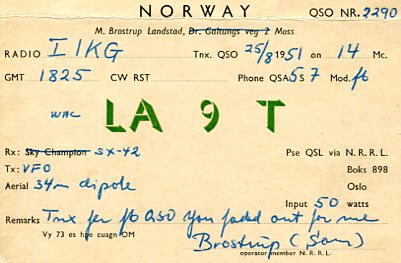 NORWAY QSO NR. 2290
M. Brostrup Landstad, Dr. Galtungs veg 2 Moss
RADIO I1KG Tnx. QSO 25/8 1951 on 14 Mc.
GMT 1825 CW RST Phone QSA5 S 7 Mod. fb
WAC LA 9 T
Rx: Sky Champion SX-42 Pse QSL via N. R. R. L.
Tx: VFO Boks 898
Aerial 34m dipole Oslo
Input 50 watts
Remarks Tnx fer fb QSO You faded out for me
Vy 73 es hpe cuagn OM Brostrup (Sam)
operator member N. R. R. L.